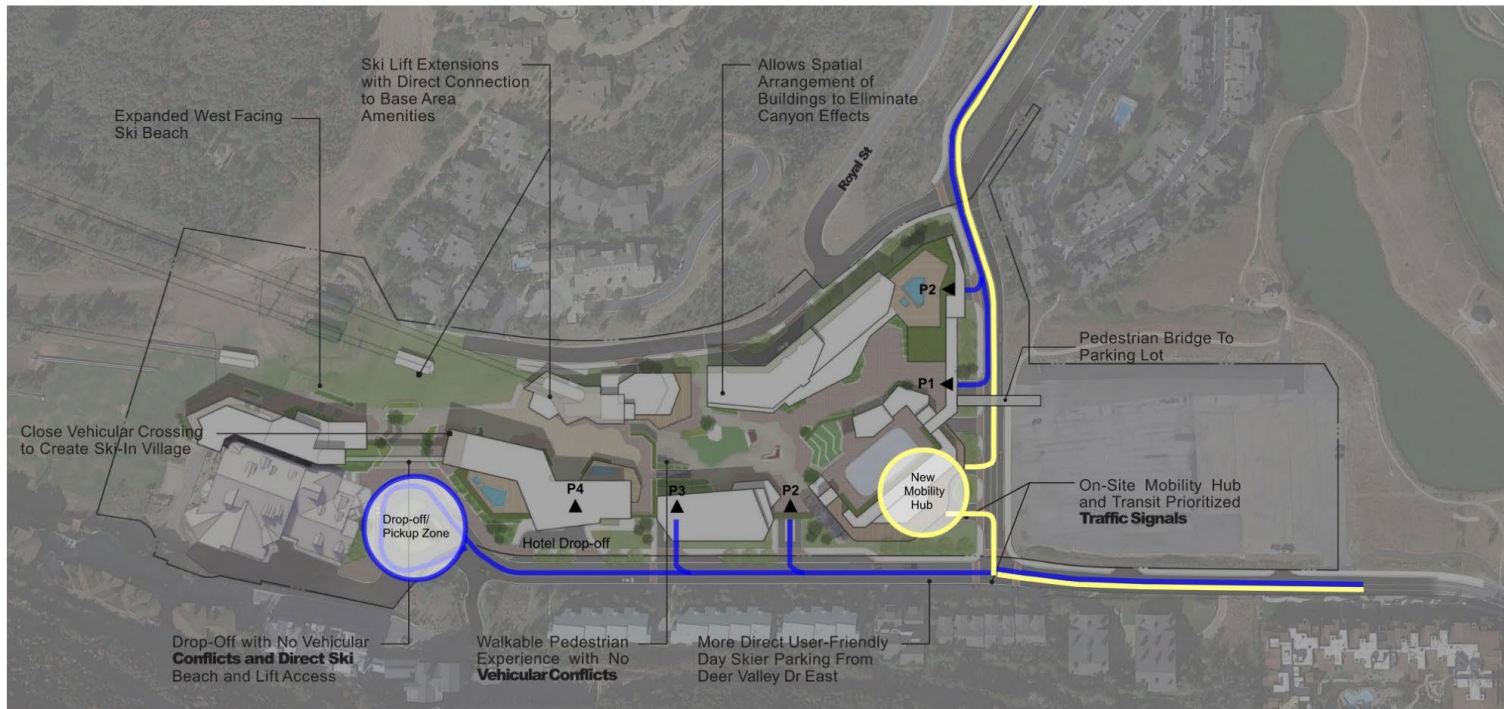 Ski Lift Extensions
with Direct Connection
to Base Area
Amenities
Allows Spatial
Arrangement of
Buildings to Eliminate
Canyon Effects
Expanded West Facing
Ski Beach
Royal St
P2
Pedestrian Bridge To
Parking Lot
P1
Close Vehicular Crossing
to Create Ski-In Village
New
Mobility
Hub
On-Site Mobility Hub
and Transit Prioritized
Traffic Signals
P4
P3
P2
Drop-off/
Pickup Zone
Hotel Drop-off
Drop-Off with No Vehicular
Conflicts and Direct Ski
Beach and Lift Access
Walkable Pedestrian
Experience with No
Vehicular Conflicts
More Direct User-Friendly
Day Skier Parking From
Deer Valley Dr East